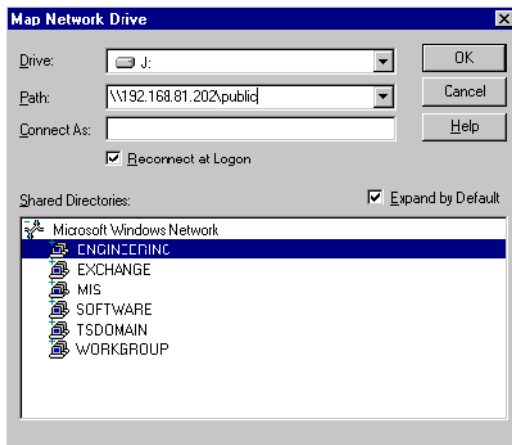 Map Network Drive
Drive: J: OK
Path: \\192.168.81.202\public Cancel
Connect As: Help
Reconnect at Logon
Shared Directories: Expand by Default
Microsoft Windows Network
ENGINEERING
EXCHANGE
MIS
SOFTWARE
TSDOMAIN
WORKGROUP